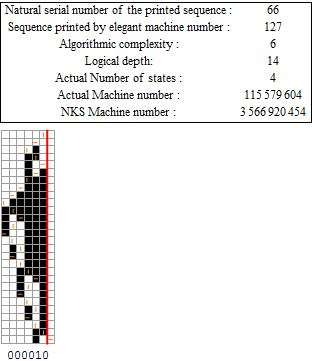 Natural serial number of the printed sequence : 66
Sequence printed by elegant machine number : 127
Algorithmic complexity : 6
Logical depth: 14
Actual Number of states : 4
Actual Machine number : 115 579 604
NKS Machine number : 3 566 920 454
000010